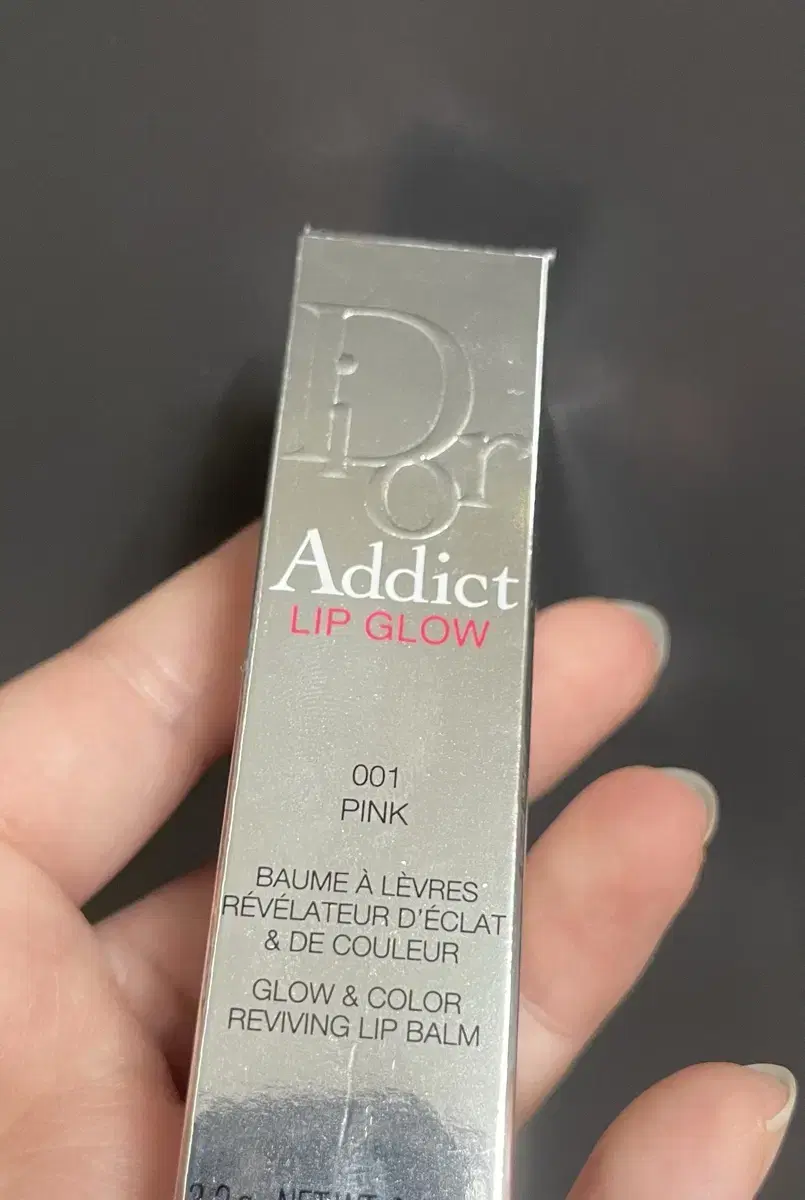 Dior
Addict
LIP GLOW
001
PINK
BAUME À LÈVRES
RÉVÉLATEUR D'ÉCLAT
& DE COULEUR
GLOW & COLOR
REVIVING LIP BALM